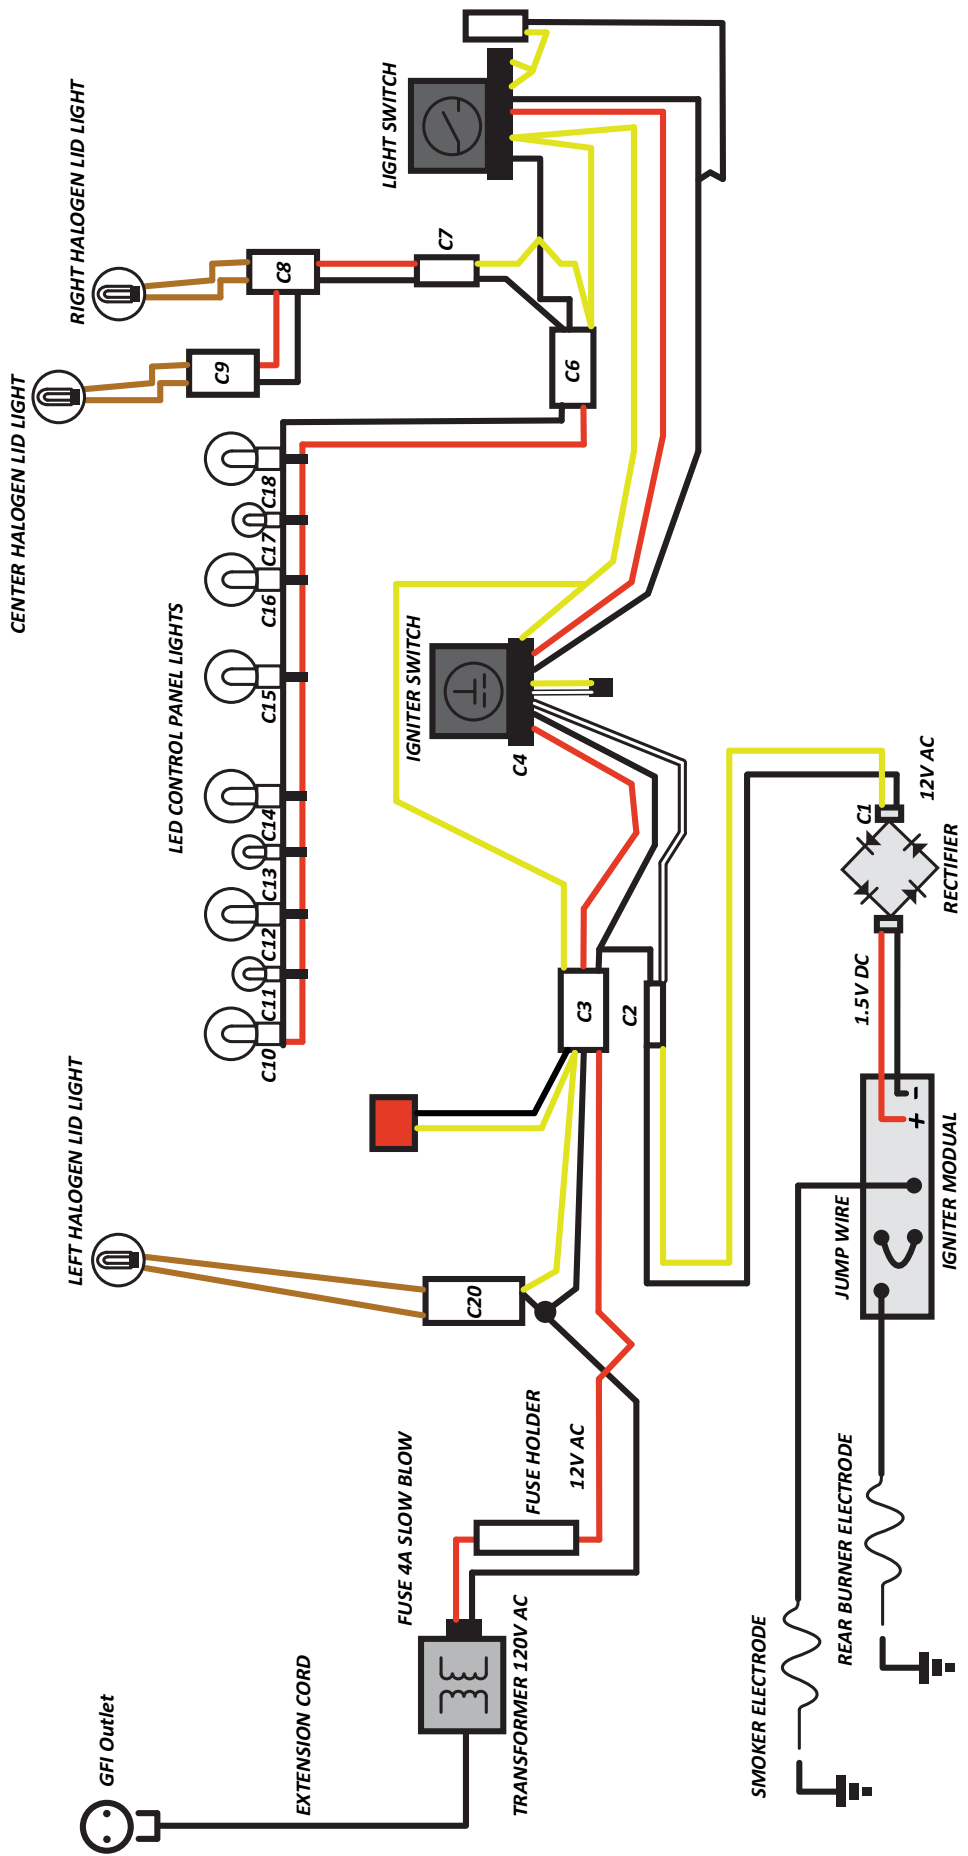 GFI Outlet
EXTENSION CORD
TRANSFORMER 120V AC
FUSE 4A SLOW BLOW
FUSE HOLDER
12V AC
LEFT HALOGEN LID LIGHT
C20
LED CONTROL PANEL LIGHTS
C10
C11
C12
C13
C14
C15
C16
C17
C18
CENTER HALOGEN LID LIGHT
C9
RIGHT HALOGEN LID LIGHT
C8
C7
C6
LIGHT SWITCH
IGNITER SWITCH
C4
C3
C2
C1
12V AC
RECTIFIER
1.5V DC
+ -
IGNITER MODUAL
JUMP WIRE
REAR BURNER ELECTRODE
SMOKER ELECTRODE